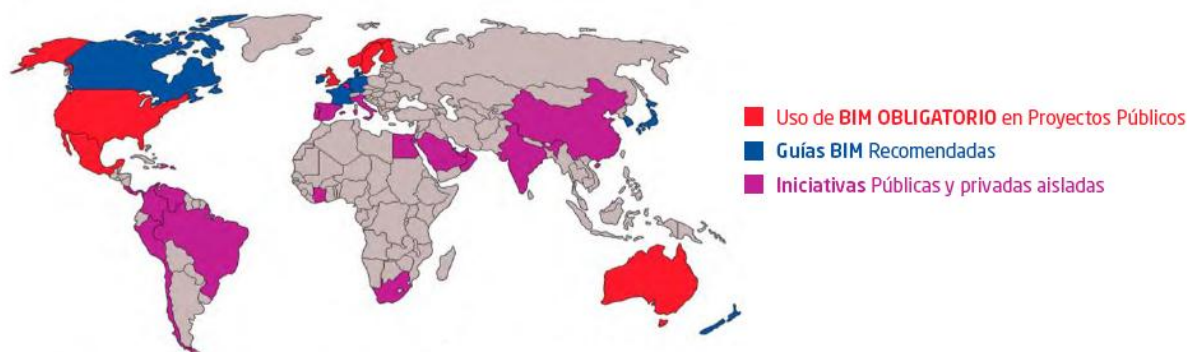 Uso de BIM OBLIGATORIO en Proyectos Públicos
Guías BIM Recomendadas
Iniciativas Públicas y privadas aisladas